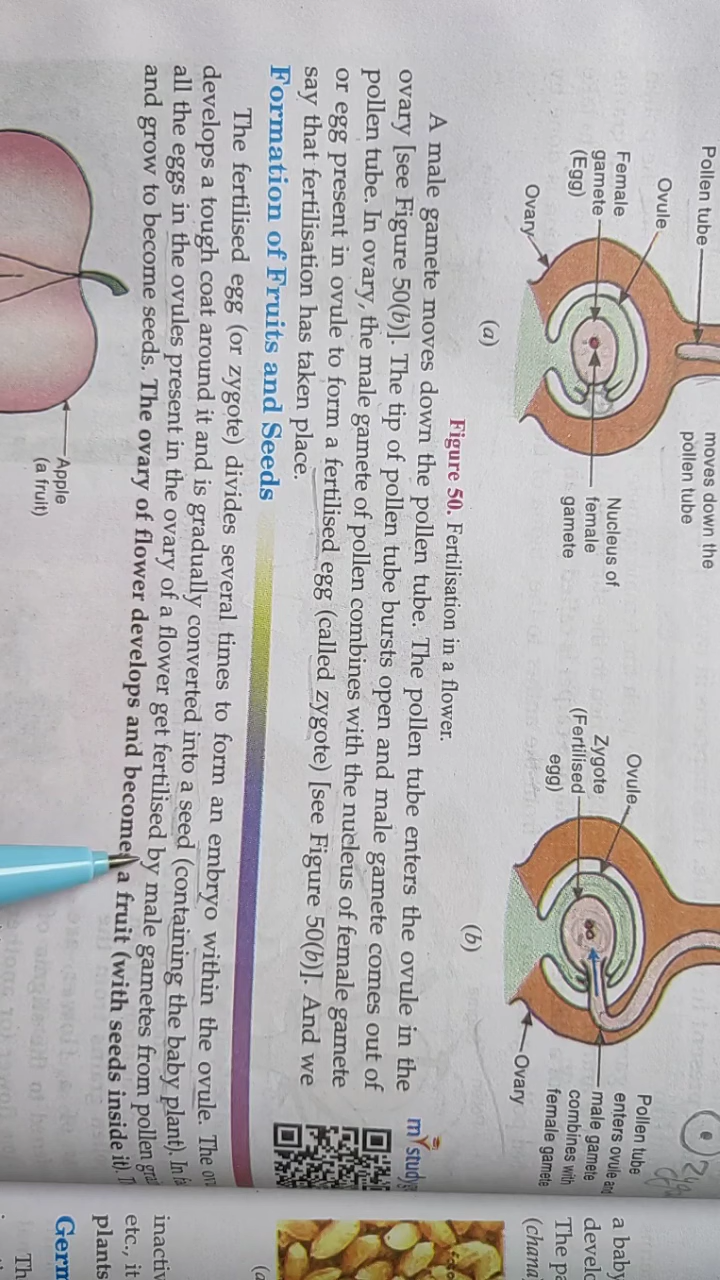 Pollen tube
moves down the
pollen tube
Ovule
Female
gamete
(Egg)
Ovary
Nucleus of
female
gamete
(a)
Ovule
Zygote
(Fertilised
egg)
Pollen tube
enters ovule and
male gamete
combines with
female gamete
Ovary
(b)
Figure 50. Fertilisation in a flower.
A male gamete moves down the pollen tube. The pollen tube enters the ovule in the
ovary [see Figure 50(b)]. The tip of pollen tube bursts open and male gamete comes out of
pollen tube. In ovary, the male gamete of pollen combines with the nucleus of female gamete
or egg present in ovule to form a fertilised egg (called zygote) [see Figure 50(b)]. And we
say that fertilisation has taken place.
Formation of Fruits and Seeds
The fertilised egg (or zygote) divides several times to form an embryo within the ovule. The
develops a tough coat around it and is gradually converted into a seed (containing the baby plant). In
all the eggs in the ovules present in the ovary of a flower get fertilised by male gametes from pollen
and grow to become seeds. The ovary of flower develops and becomes a fruit (with seeds inside it).
Apple
(a fruit)
a baby
The
(chana
(a
etc., it
plants
Th